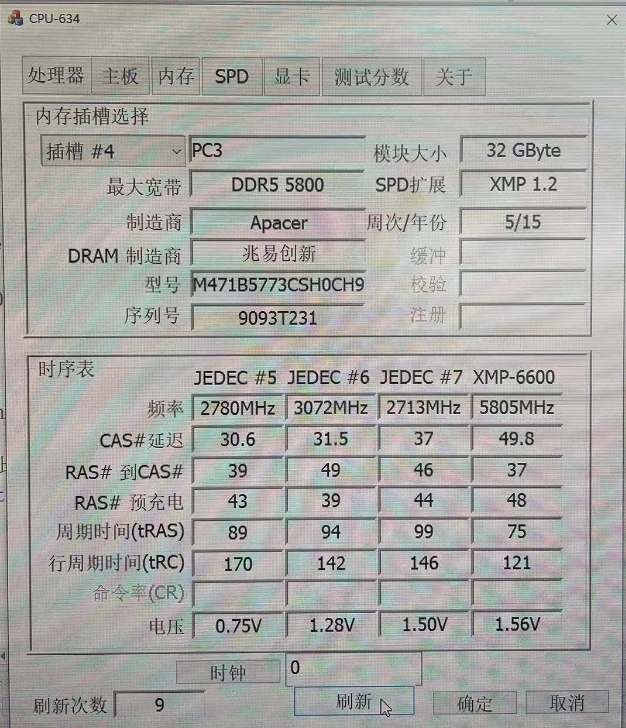 CPU-634
处理器 主板 内存 SPD 显卡 测试分数 关于
内存插槽选择
插槽 #4 PC3 模块大小 32 GByte
最大宽带 DDR5 5800 SPD扩展 XMP 1.2
制造商 Apacer 周次/年份 5/15
DRAM 制造商 兆易创新 缓冲
型号 M471B5773CSH0CH9 校验
序列号 9093T231 注册
时序表
JEDEC #5 JEDEC #6 JEDEC #7 XMP-6600
频率 2780MHz 3072MHz 2713MHz 5805MHz
CAS#延迟 30.6 31.5 37 49.8
RAS# 到CAS# 39 49 46 37
RAS# 预充电 43 39 44 48
周期时间(tRAS) 89 94 99 75
行周期时间(tRC) 170 142 146 121
命令率(CR)
电压 0.75V 1.28V 1.50V 1.56V
时钟 0
刷新次数 9 刷新 确定 取消